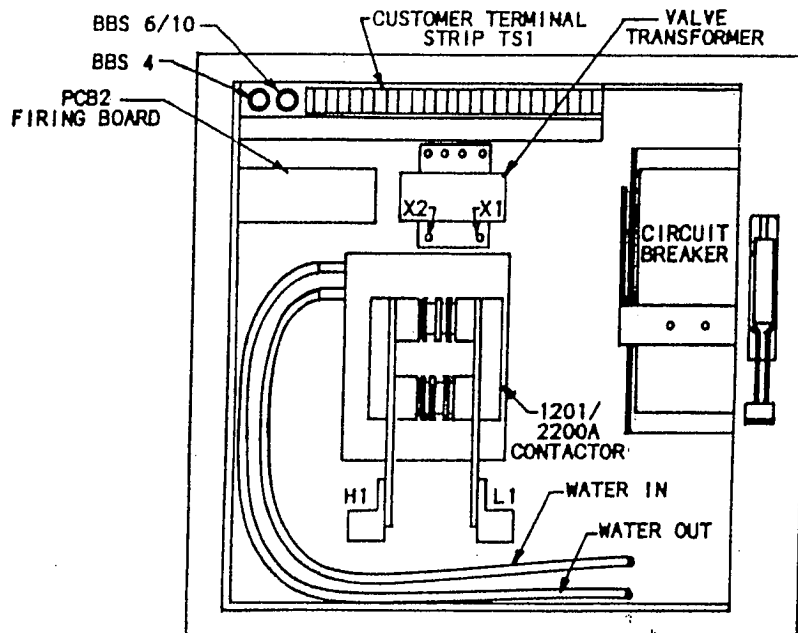 BBS 6/10
BBS 4
PCB2
FIRING BOARD
CUSTOMER TERMINAL
STRIP TS1
VALVE
TRANSFORMER
X2
X1
CIRCUIT
BREAKER
1201/
2200A
CONTACTOR
H1
L1
WATER IN
WATER OUT